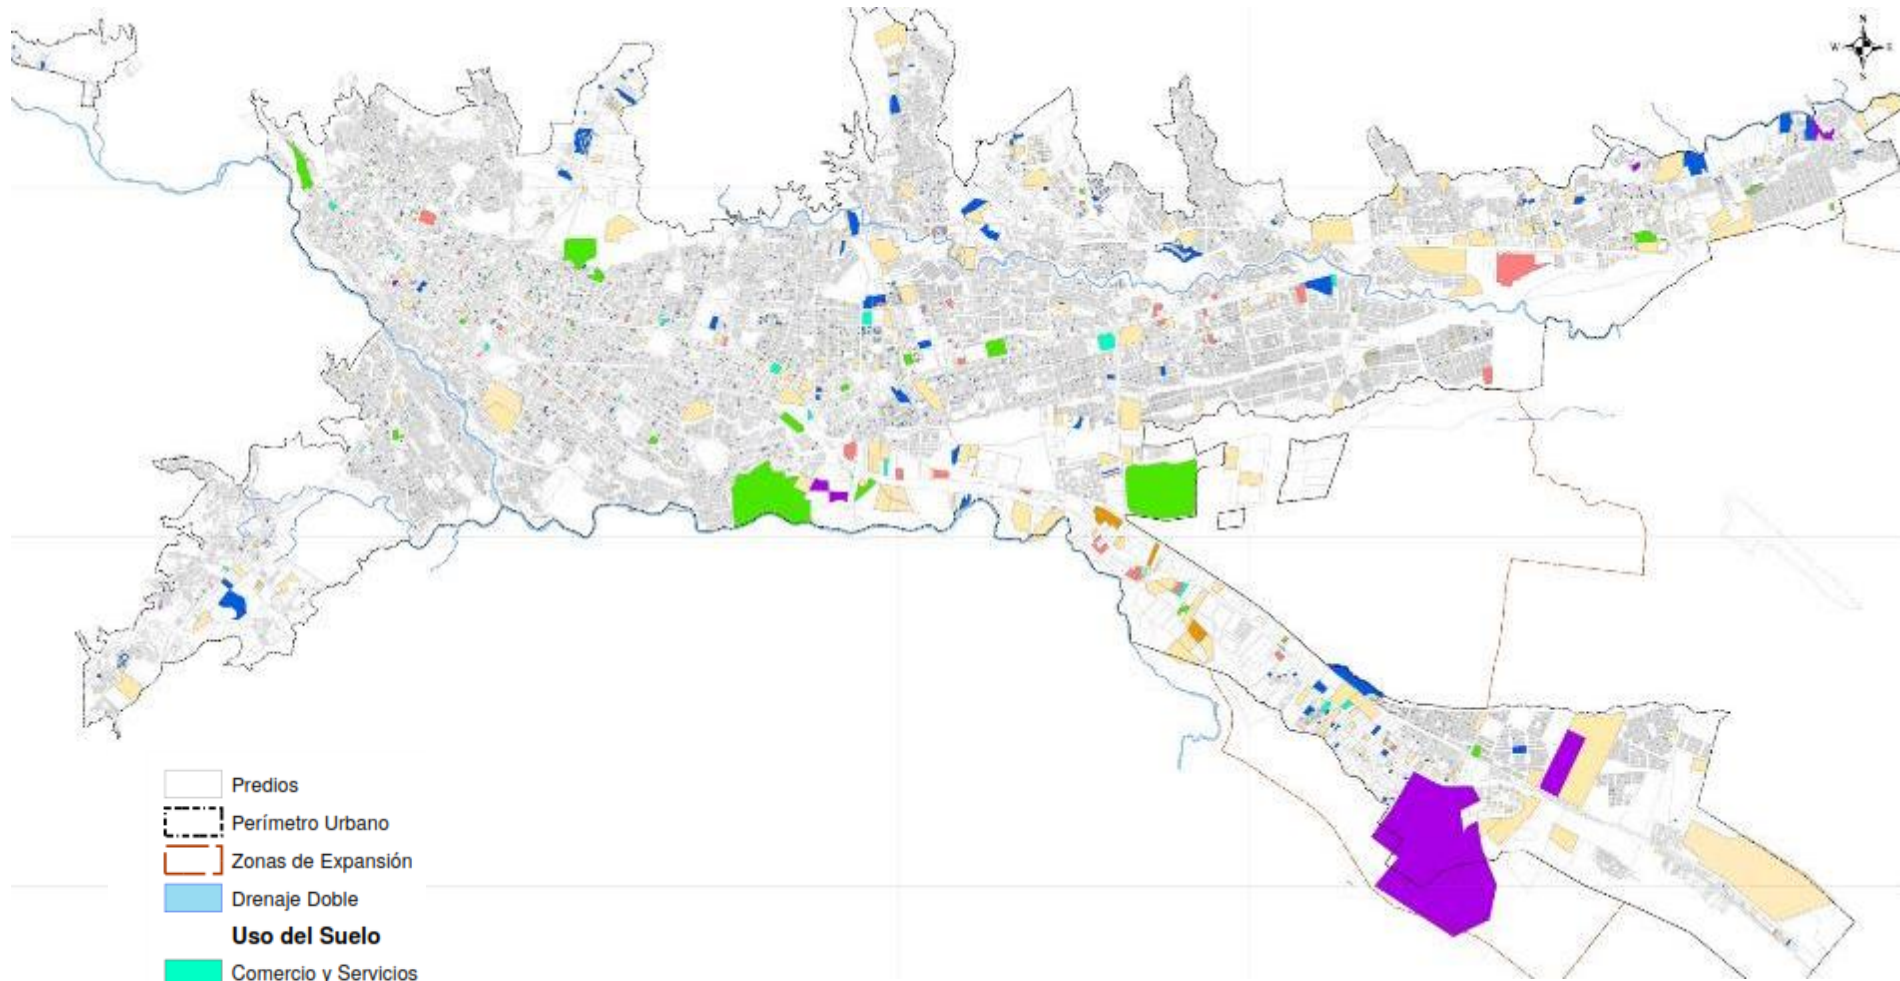 N
W E
S
Predios
Perímetro Urbano
Zonas de Expansión
Drenaje Doble
Uso del Suelo
Comercio y Servicios